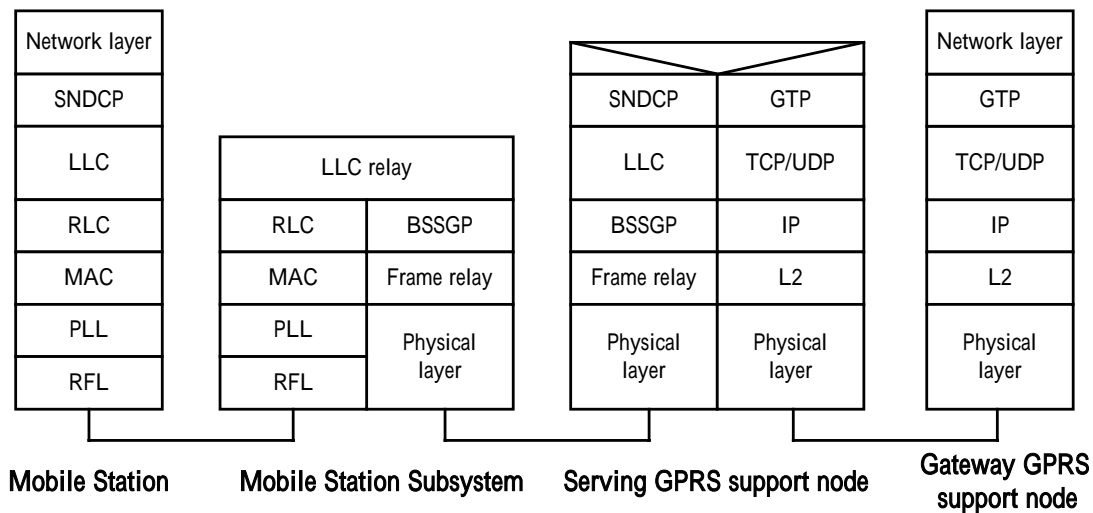 Network layer
SNDCP
LLC
RLC
MAC
PLL
RFL
Mobile Station
LLC relay
RLC
BSSGP
MAC
Frame relay
PLL
RFL
Physical
layer
Mobile Station Subsystem
SNDCP
GTP
LLC
TCP/UDP
BSSGP
IP
Frame relay
L2
Physical
layer
Physical
layer
Serving GPRS support node
Network layer
GTP
TCP/UDP
IP
L2
Physical
layer
Gateway GPRS
support node